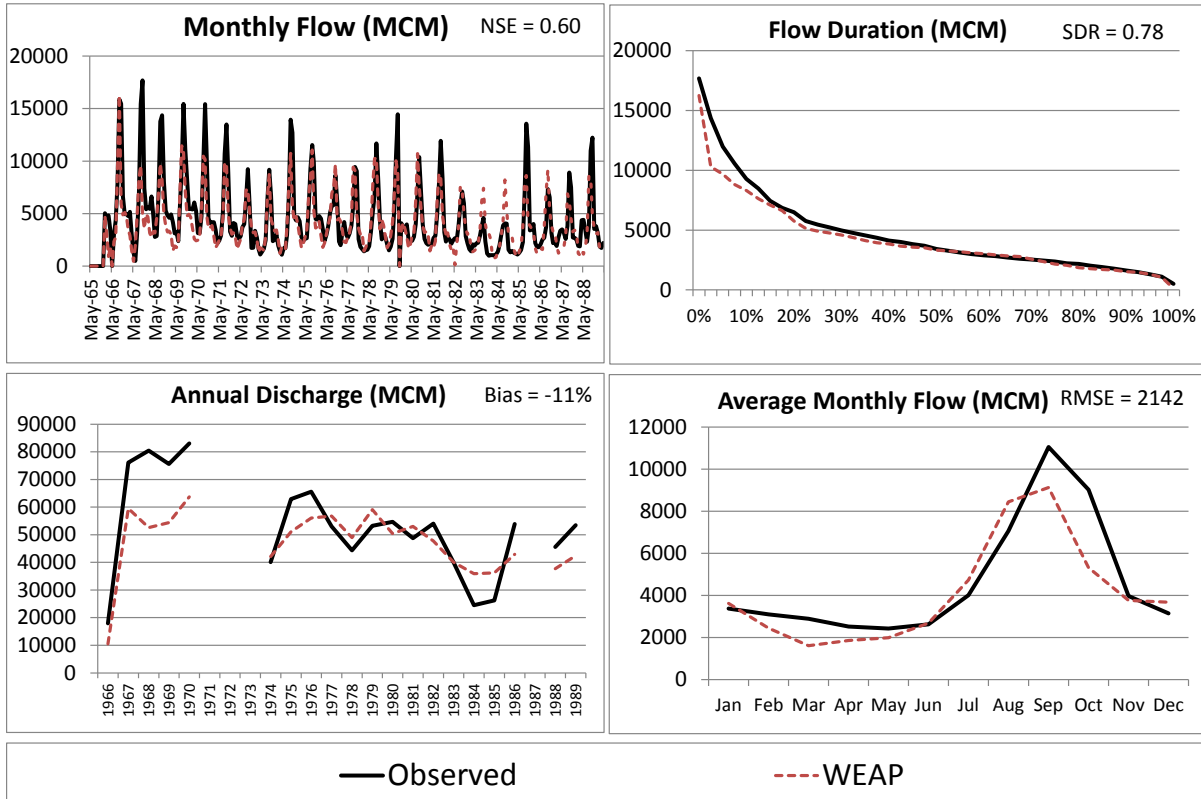 Monthly Flow (MCM) NSE = 0.60
20000
15000
10000
5000
0
May-65
May-66
May-67
May-68
May-69
May-70
May-71
May-72
May-73
May-74
May-75
May-76
May-77
May-78
May-79
May-80
May-81
May-82
May-83
May-84
May-85
May-86
May-87
May-88
Flow Duration (MCM) SDR = 0.78
20000
15000
10000
5000
0
0% 10% 20% 30% 40% 50% 60% 70% 80% 90% 100%
Annual Discharge (MCM) Bias = -11%
90000
80000
70000
60000
50000
40000
30000
20000
10000
0
1966
1967
1968
1969
1970
1971
1972
1973
1974
1975
1976
1977
1978
1979
1980
1981
1982
1983
1984
1985
1986
1987
1988
1989
Average Monthly Flow (MCM) RMSE = 2142
12000
10000
8000
6000
4000
2000
0
Jan Feb Mar Apr May Jun Jul Aug Sep Oct Nov Dec
Observed WEAP